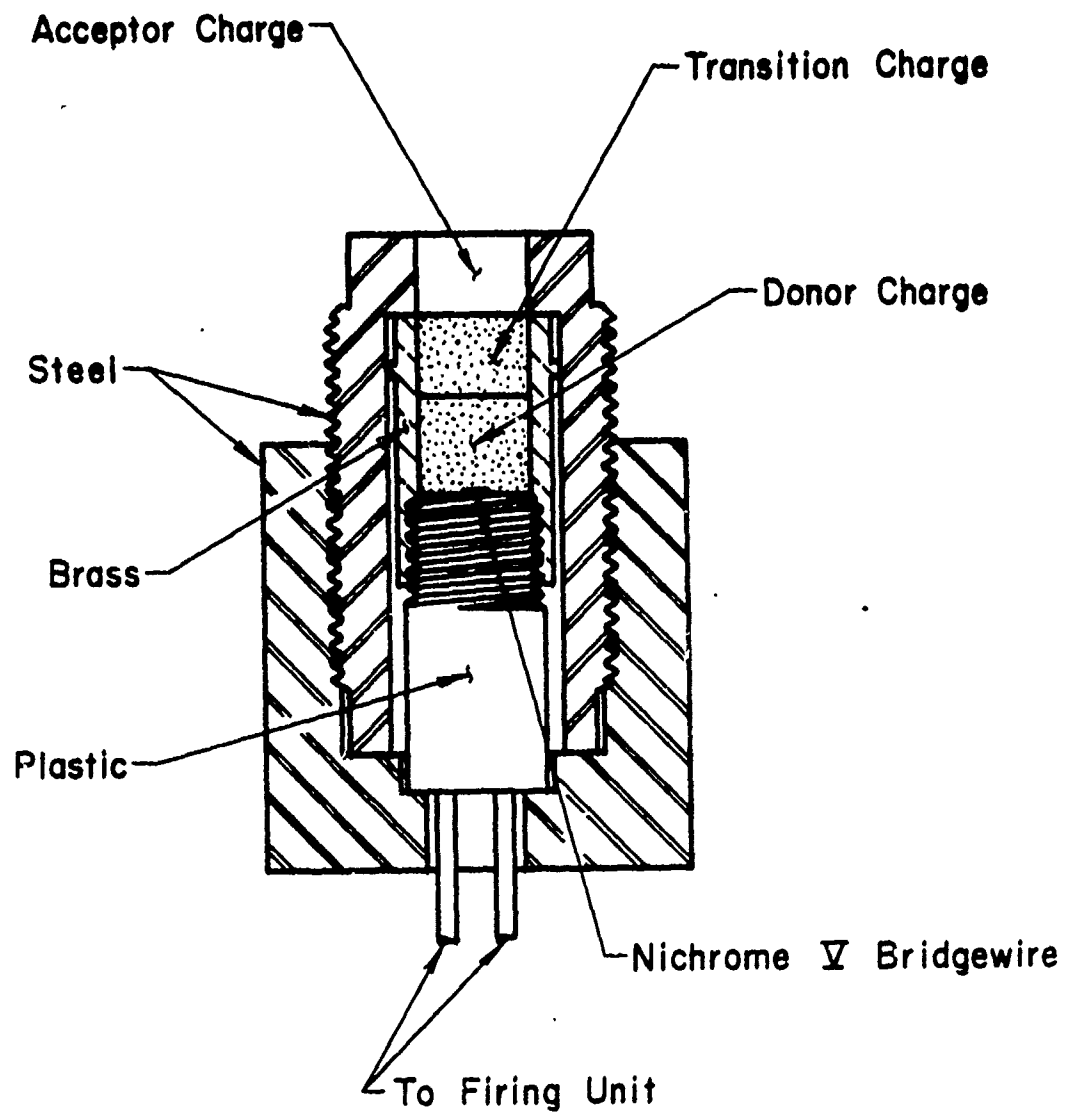 Acceptor Charge
Transition Charge
Donor Charge
Steel
Brass
Plastic
Nichrome V Bridgewire
To Firing Unit